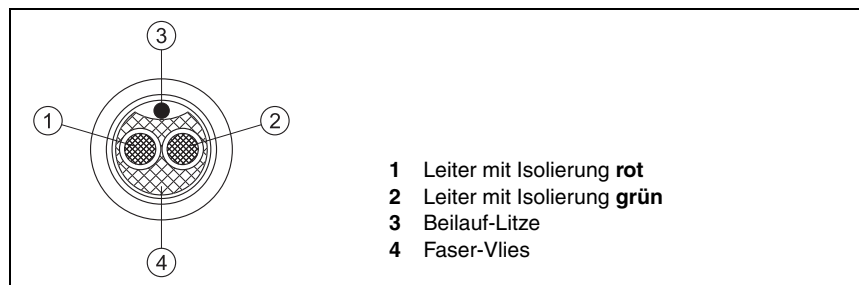 3
1
2
4
1 Leiter mit Isolierung rot
2 Leiter mit Isolierung grün
3 Beilauf-Litze
4 Faser-Vlies